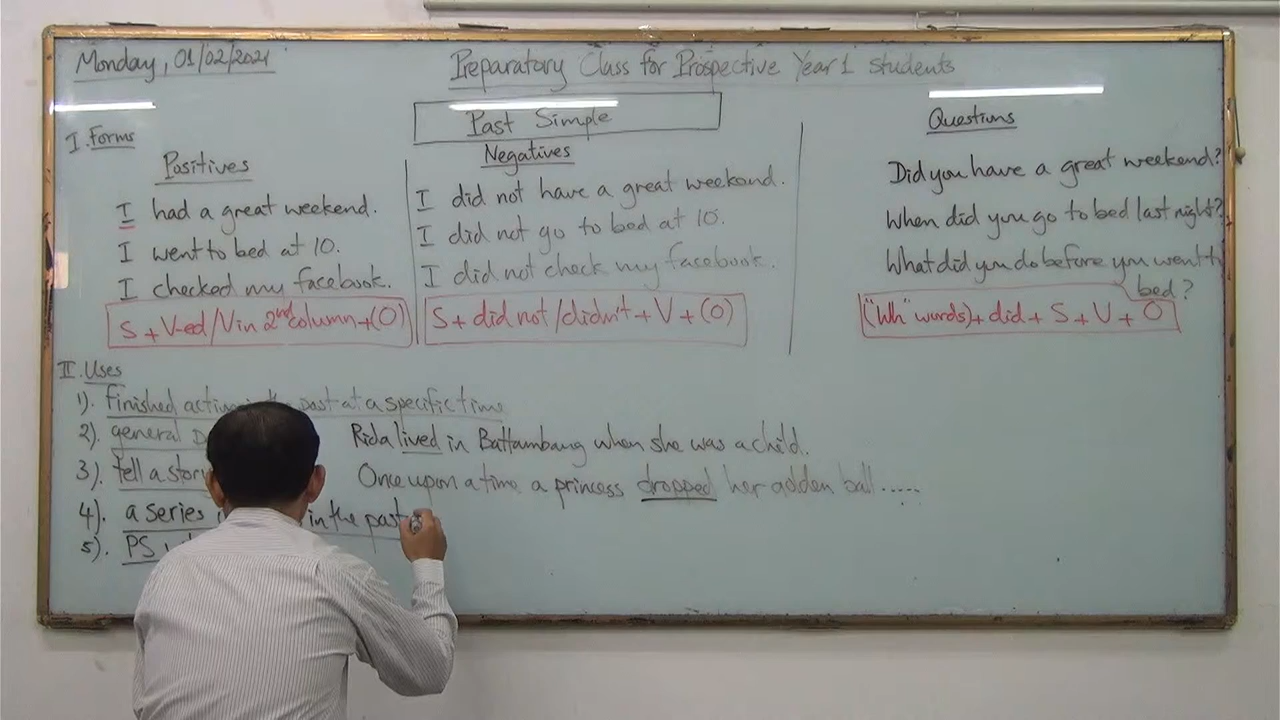 Monday, 01/02/2021
Preparatory Class for Prospective Year 1 students
Past Simple
I. Forms
Positives
I had a great weekend.
I went to bed at 10.
I checked my facebook.
S + V-ed/V in 2nd column + (O)
Negatives
I did not have a great weekend.
I did not go to bed at 10.
I did not check my facebook.
S + did not/didn't + V + (O)
Questions
Did you have a great weekend?
When did you go to bed last night?
What did you do before you went to
bed?
("Wh" words) + did + S + V + O
II. Uses
1). Finished past at a specific time
2). general Rida lived in Battambang when she was a child.
3). tell a story Once upon a time a princess dropped her golden ball .....
4). a series in the past
5). PS